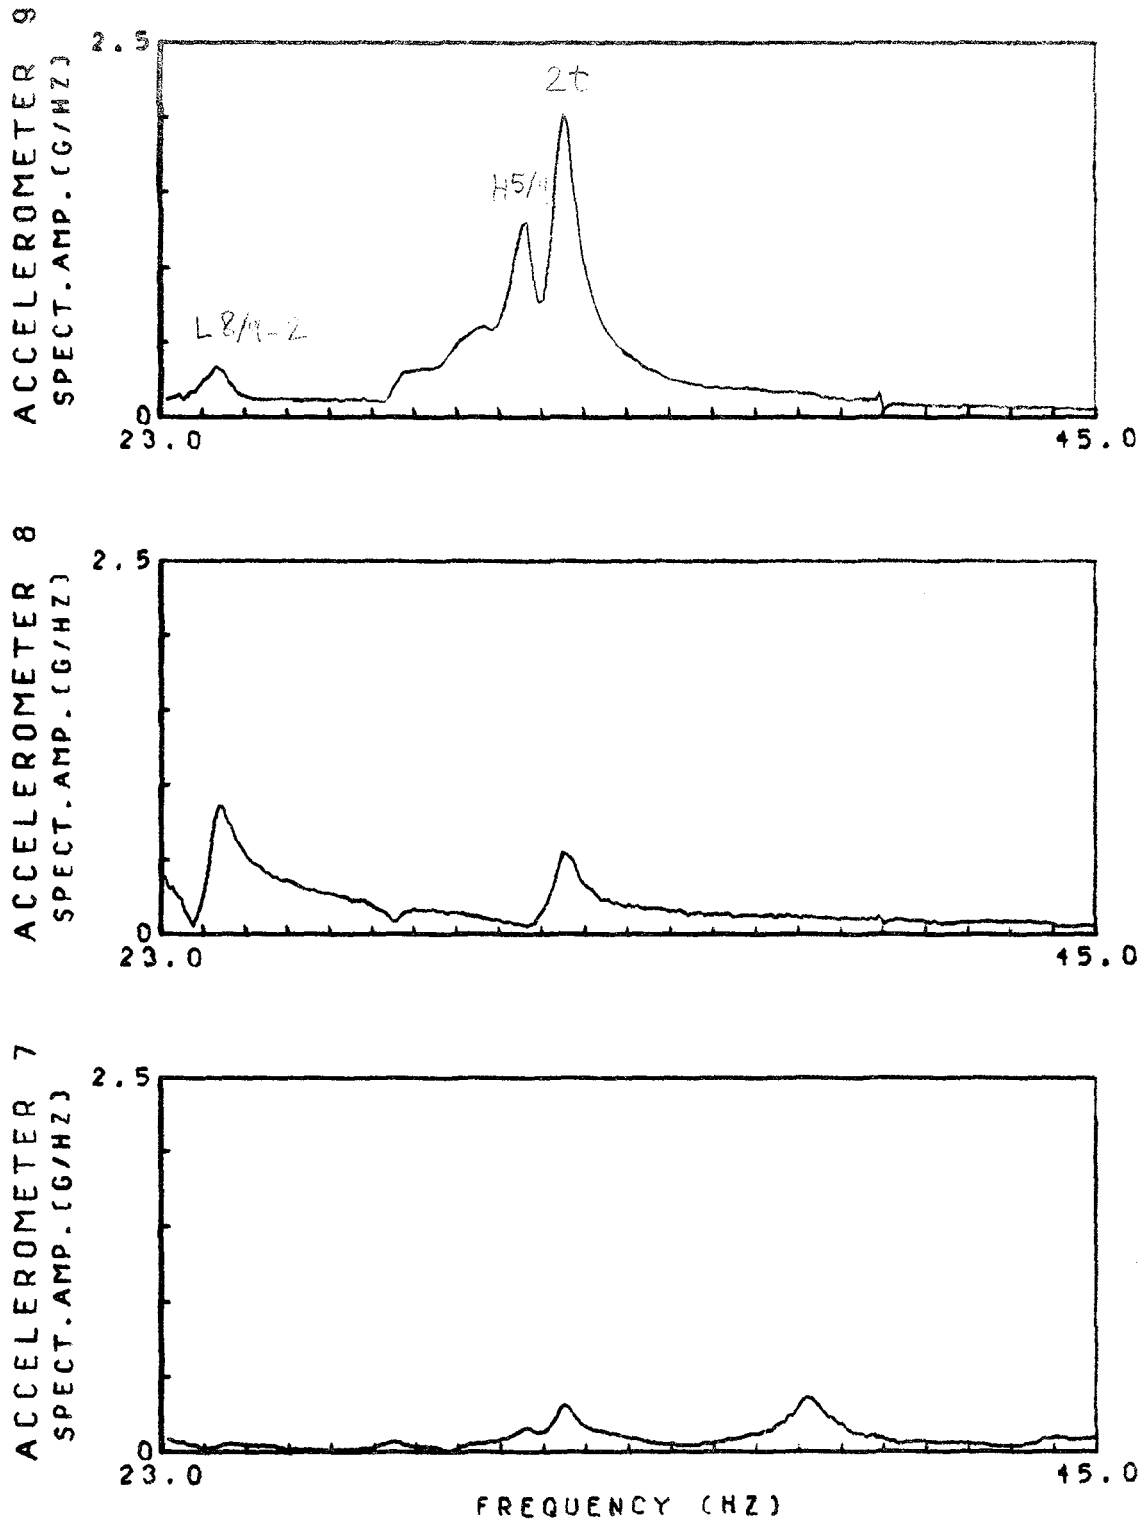 ACCELEROMETER 9
SPECT.AMP.(G/HZ)
2.5
2t
H5/9
L8/9-2
0
23.0
45.0
ACCELEROMETER 8
SPECT.AMP.(G/HZ)
2.5
0
23.0
45.0
ACCELEROMETER 7
SPECT.AMP.(G/HZ)
2.5
0
23.0
45.0
FREQUENCY (HZ)